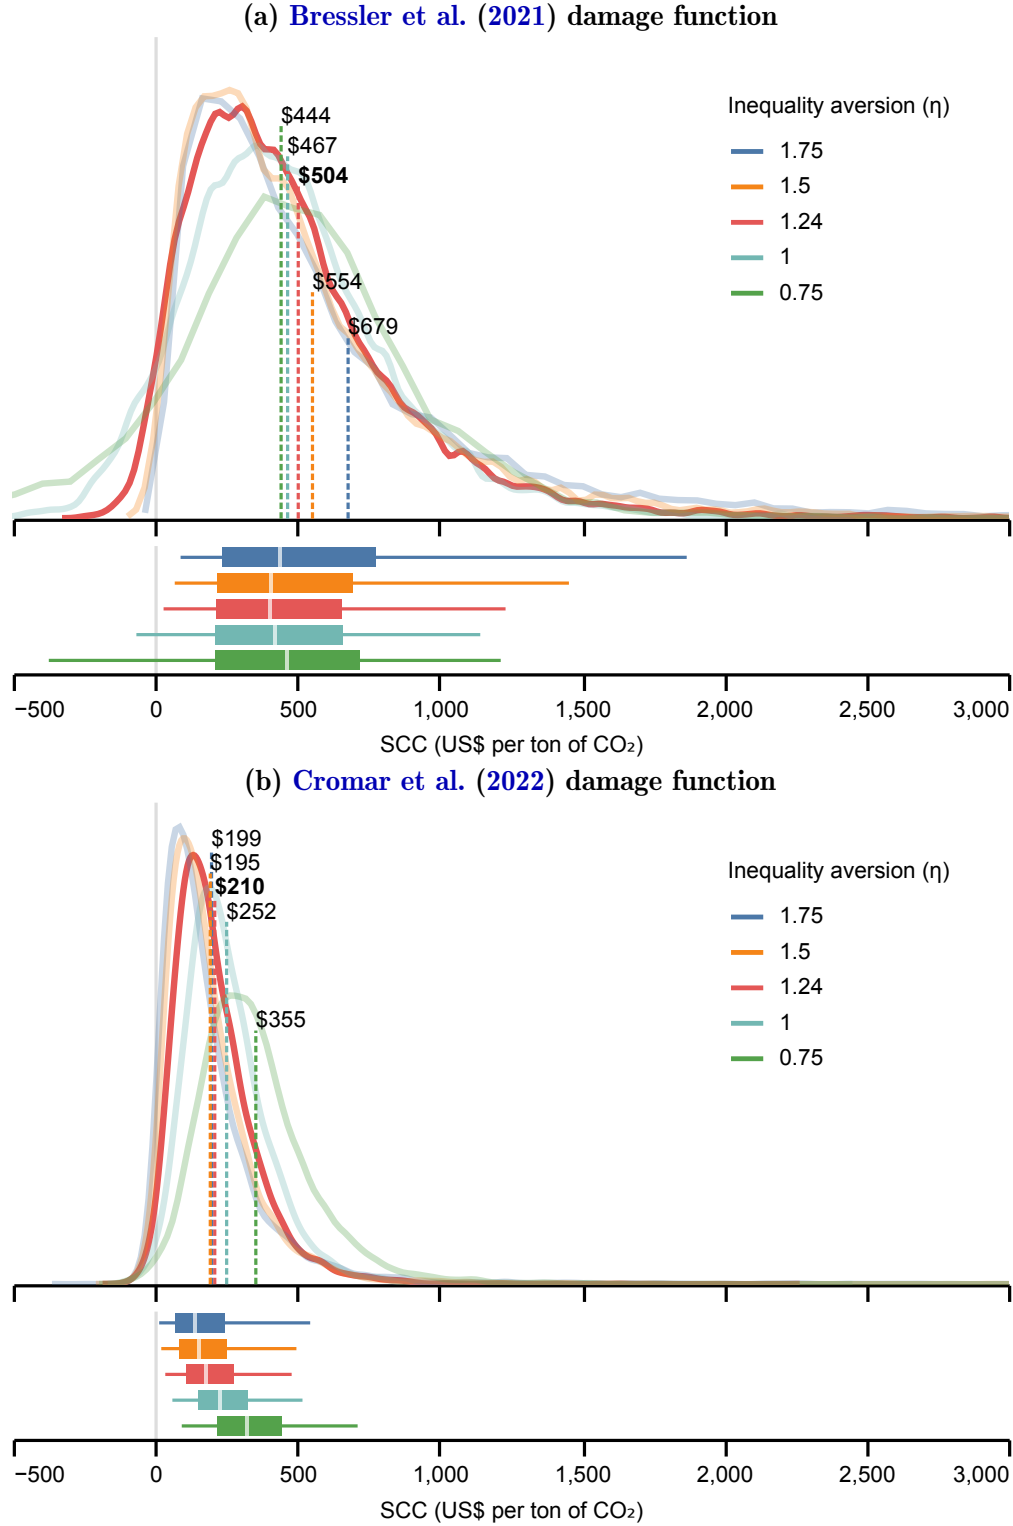 (a) Bressler et al. (2021) damage function
Inequality aversion (η)
1.75
1.5
1.24
1
0.75
$444
$467
$504
$554
$679
−500 0 500 1,000 1,500 2,000 2,500 3,000
SCC (US$ per ton of CO₂)
(b) Cromar et al. (2022) damage function
Inequality aversion (η)
1.75
1.5
1.24
1
0.75
$199
$195
$210
$252
$355
−500 0 500 1,000 1,500 2,000 2,500 3,000
SCC (US$ per ton of CO₂)